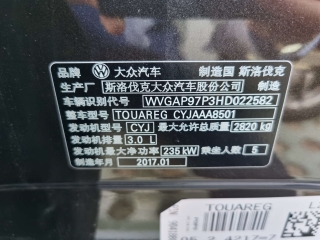 品牌 大众汽车 制造国 斯洛伐克
生产厂 斯洛伐克大众汽车股份公司
车辆识别代号 WVGAP97P3HD022582
整车型号 TOUAREG CYJAAA8501
发动机型号 CYJ 最大允许总质量 2820 kg
发动机排量 3.0 L
发动机最大净功率 235 kW 乘坐人数 5
制造年月 2017.01
TOUAREG